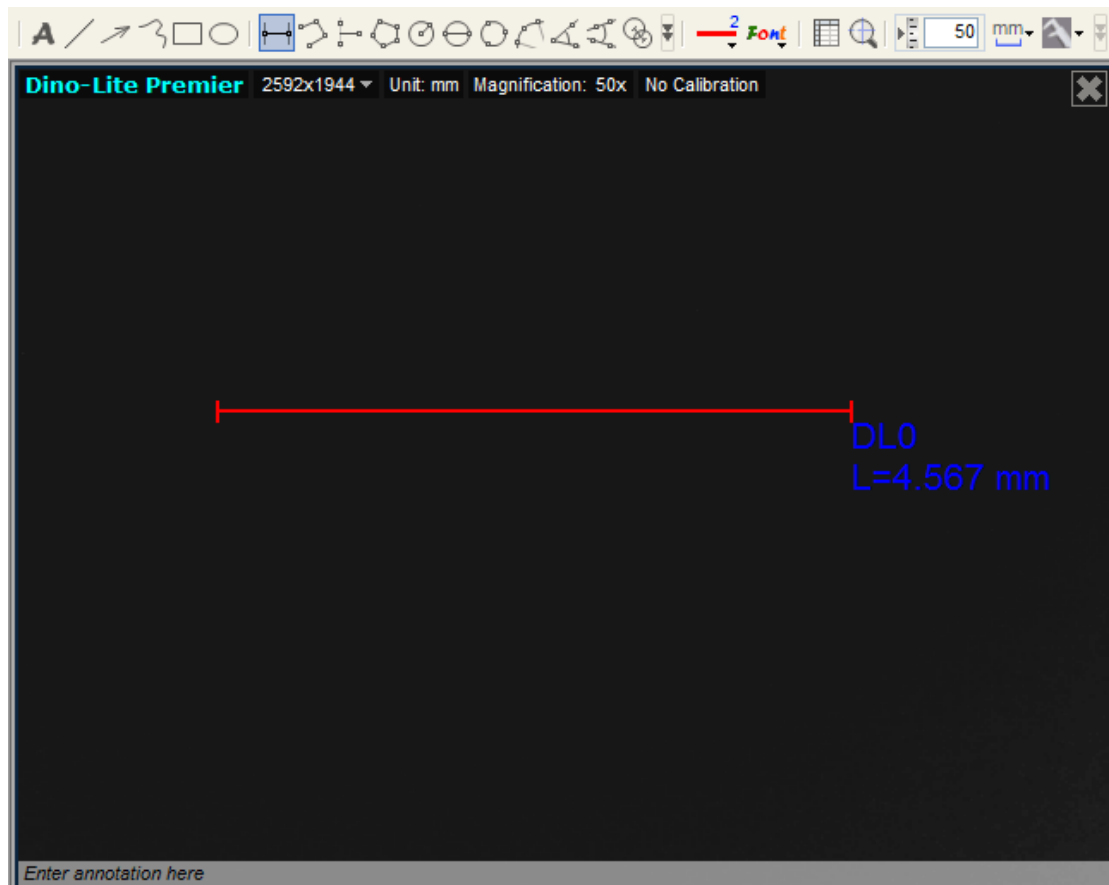 A 2 Font 50 mm
Dino-Lite Premier 2592x1944 Unit: mm Magnification: 50x No Calibration
DL0
L=4.567 mm
Enter annotation here